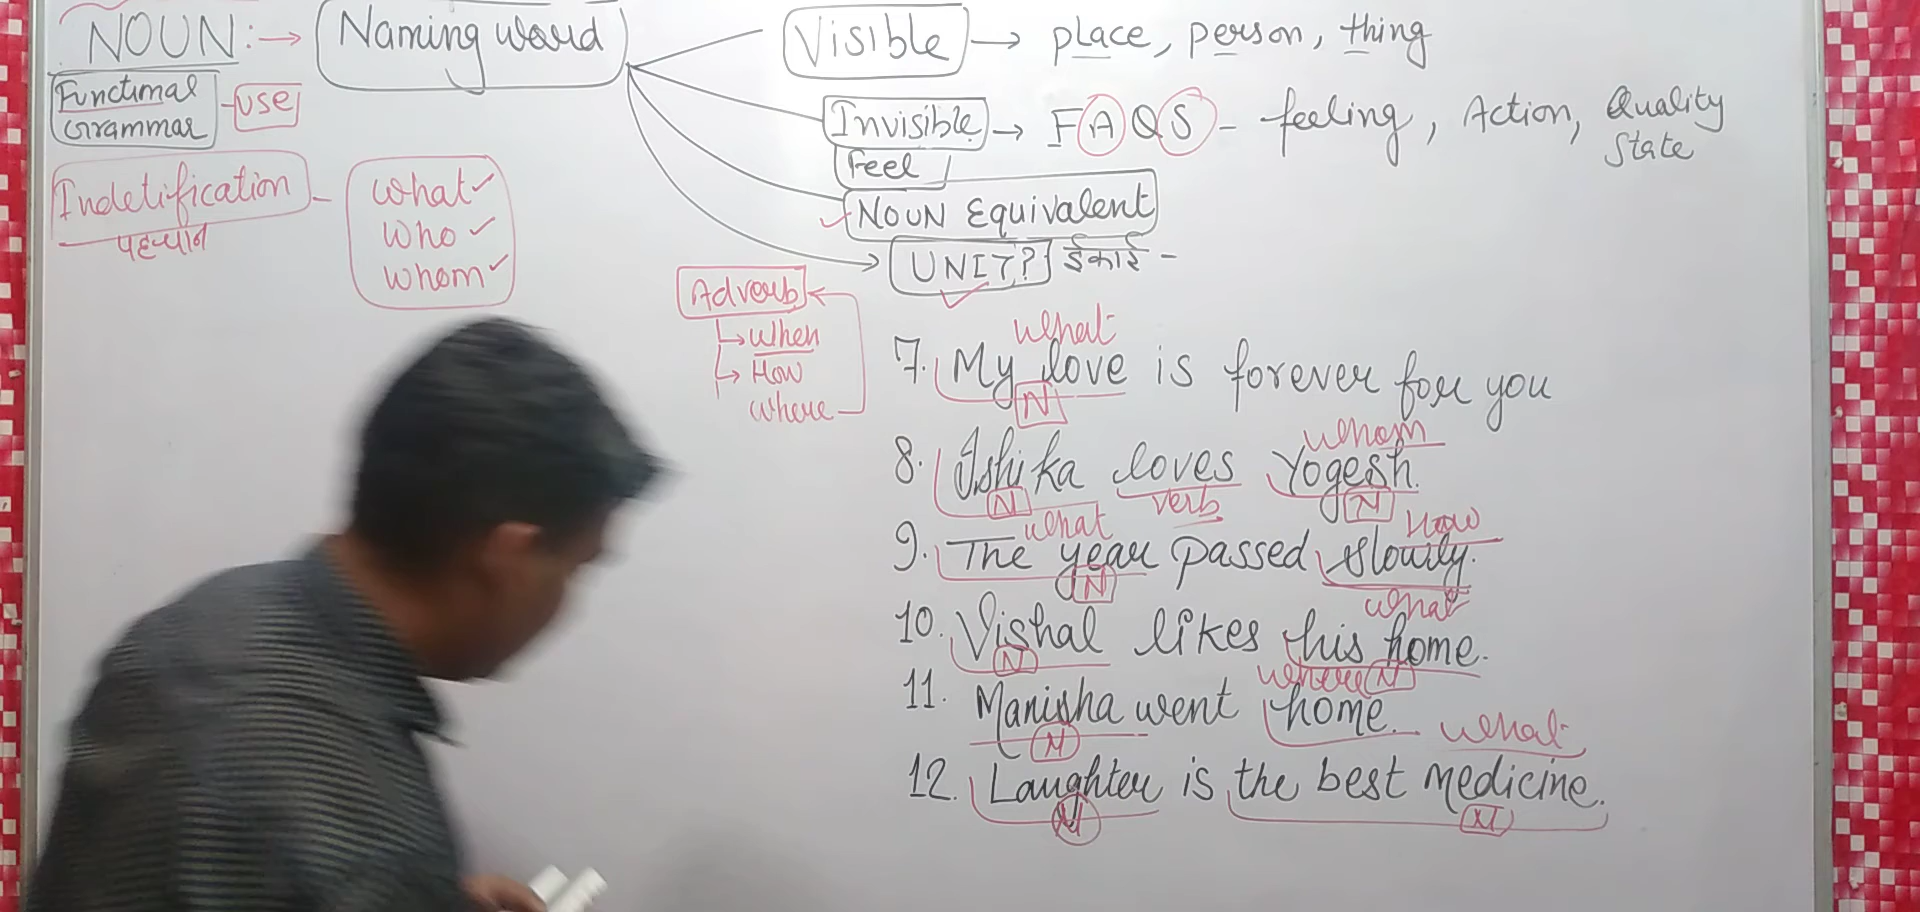 NOUN:→ Naming word
Visible → place, person, thing
Functional Grammar - USE
Invisible → FAQS - feeling, Action, Quality State
Feel
Indetification - what✓
पहचान
who ✓
whom ✓
✓ NOUN Equivalent
UNIT? ईकाई -
Adverb
↳ when
↳ How
where
what
7. My love is forever for you
N
whom
8. Ishika loves Yogesh.
N verb N
what How
9. The year passed slowly.
N
what
10. Vishal likes his home.
N N
where
11. Manisha went home.
N
what
12. Laughter is the best medicine.
N N